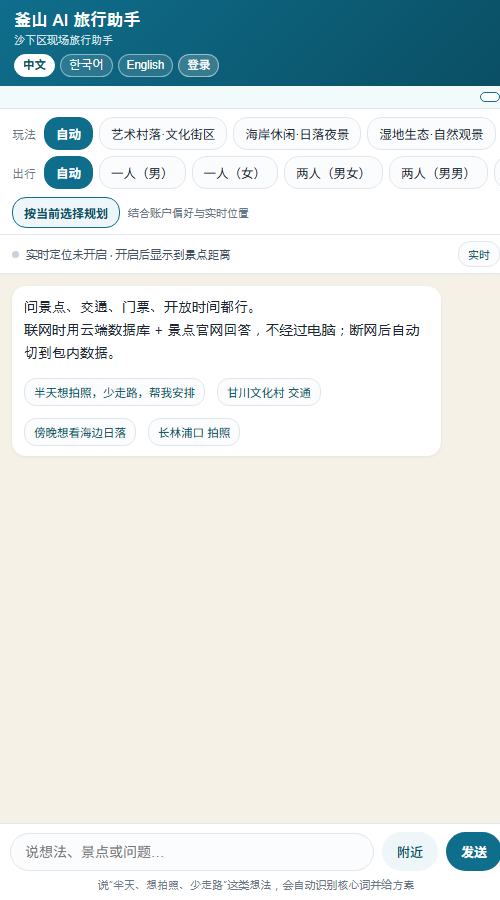 釜山 AI 旅行助手
沙下区现场旅行助手
中文 한국어 English 登录
玩法 自动 艺术村落·文化街区 海岸休闲·日落夜景 湿地生态·自然观景
出行 自动 一人（男） 一人（女） 两人（男女） 两人（男男）
按当前选择规划 结合账户偏好与实时位置
实时定位未开启 · 开启后显示到景点距离 实时
问景点、交通、门票、开放时间都行。
联网时用云端数据库 + 景点官网回答，不经过电脑；断网后自动
切到包内数据。
半天想拍照，少走路，帮我安排 甘川文化村 交通
傍晚想看海边日落 长林浦口 拍照
说想法、景点或问题… 附近 发送
说"半天、想拍照、少走路"这类想法，会自动识别核心词并给方案